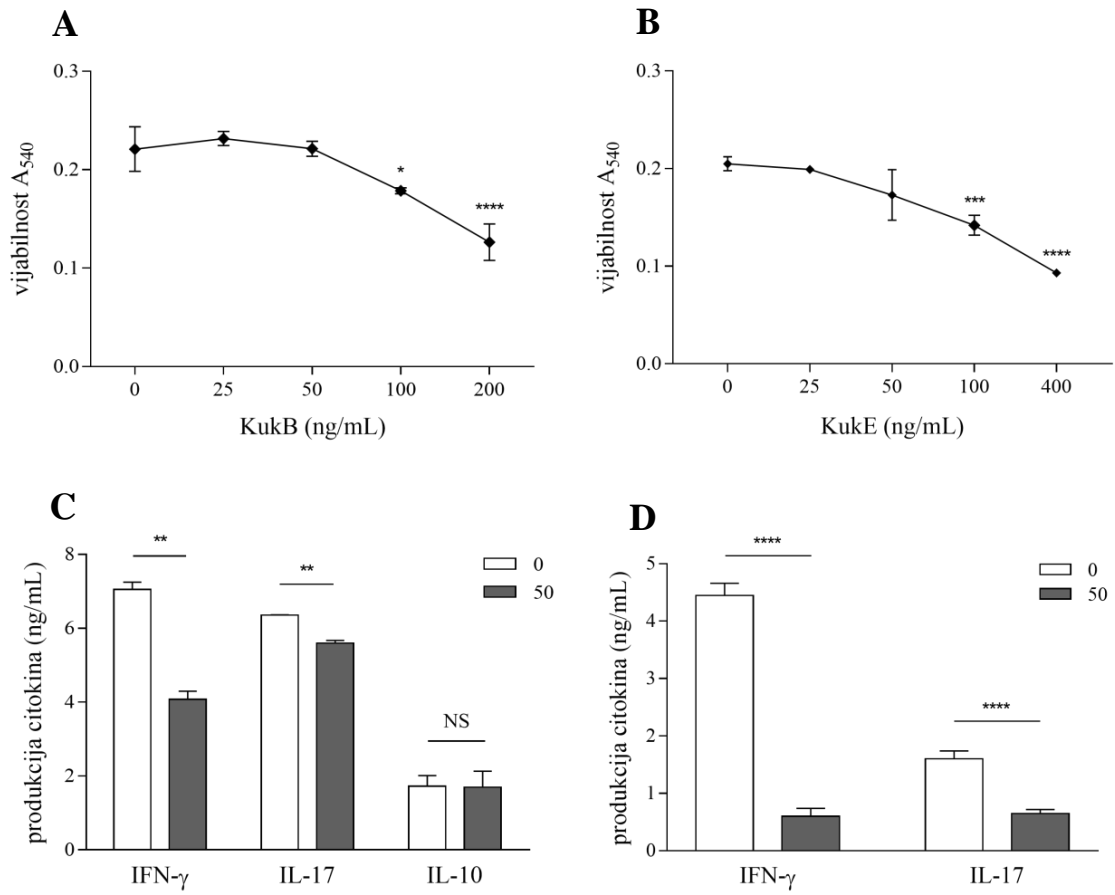 A
0.3
0.2
0.1
0.0
vijabilnost A540
*
****
0 25 50 100 200
KukB (ng/mL)
B
0.3
0.2
0.1
0.0
vijabilnost A540
***
****
0 25 50 100 400
KukE (ng/mL)
C
8
6
4
2
0
produkcija citokina (ng/mL)
**
**
NS
0
50
IFN-γ IL-17 IL-10
D
5
4
3
2
1
0
produkcija citokina (ng/mL)
****
****
0
50
IFN-γ IL-17